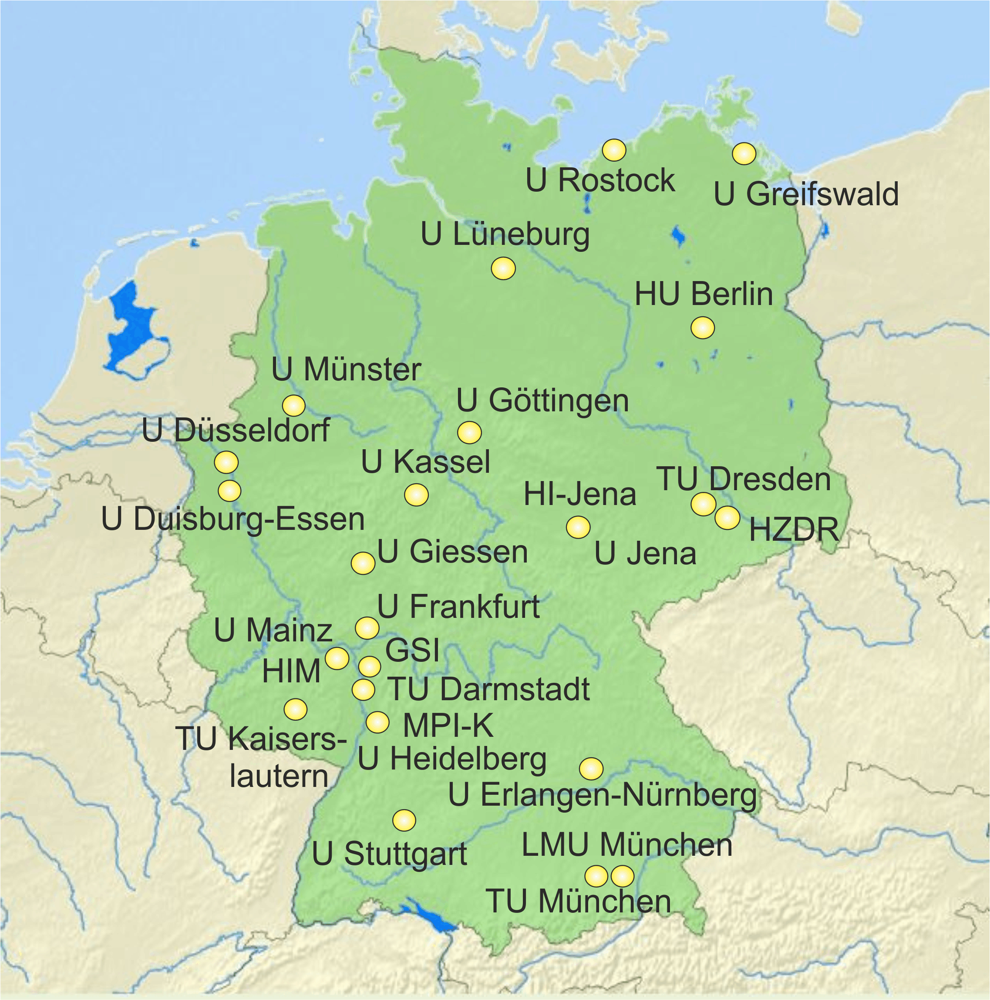 U Rostock
U Greifswald
U Lüneburg
HU Berlin
U Münster
U Göttingen
U Düsseldorf
U Kassel
TU Dresden
HI-Jena
U Duisburg-Essen
HZDR
U Giessen
U Jena
U Frankfurt
U Mainz
GSI
HIM
TU Darmstadt
MPI-K
TU Kaisers-
lautern
U Heidelberg
U Erlangen-Nürnberg
LMU München
U Stuttgart
TU München